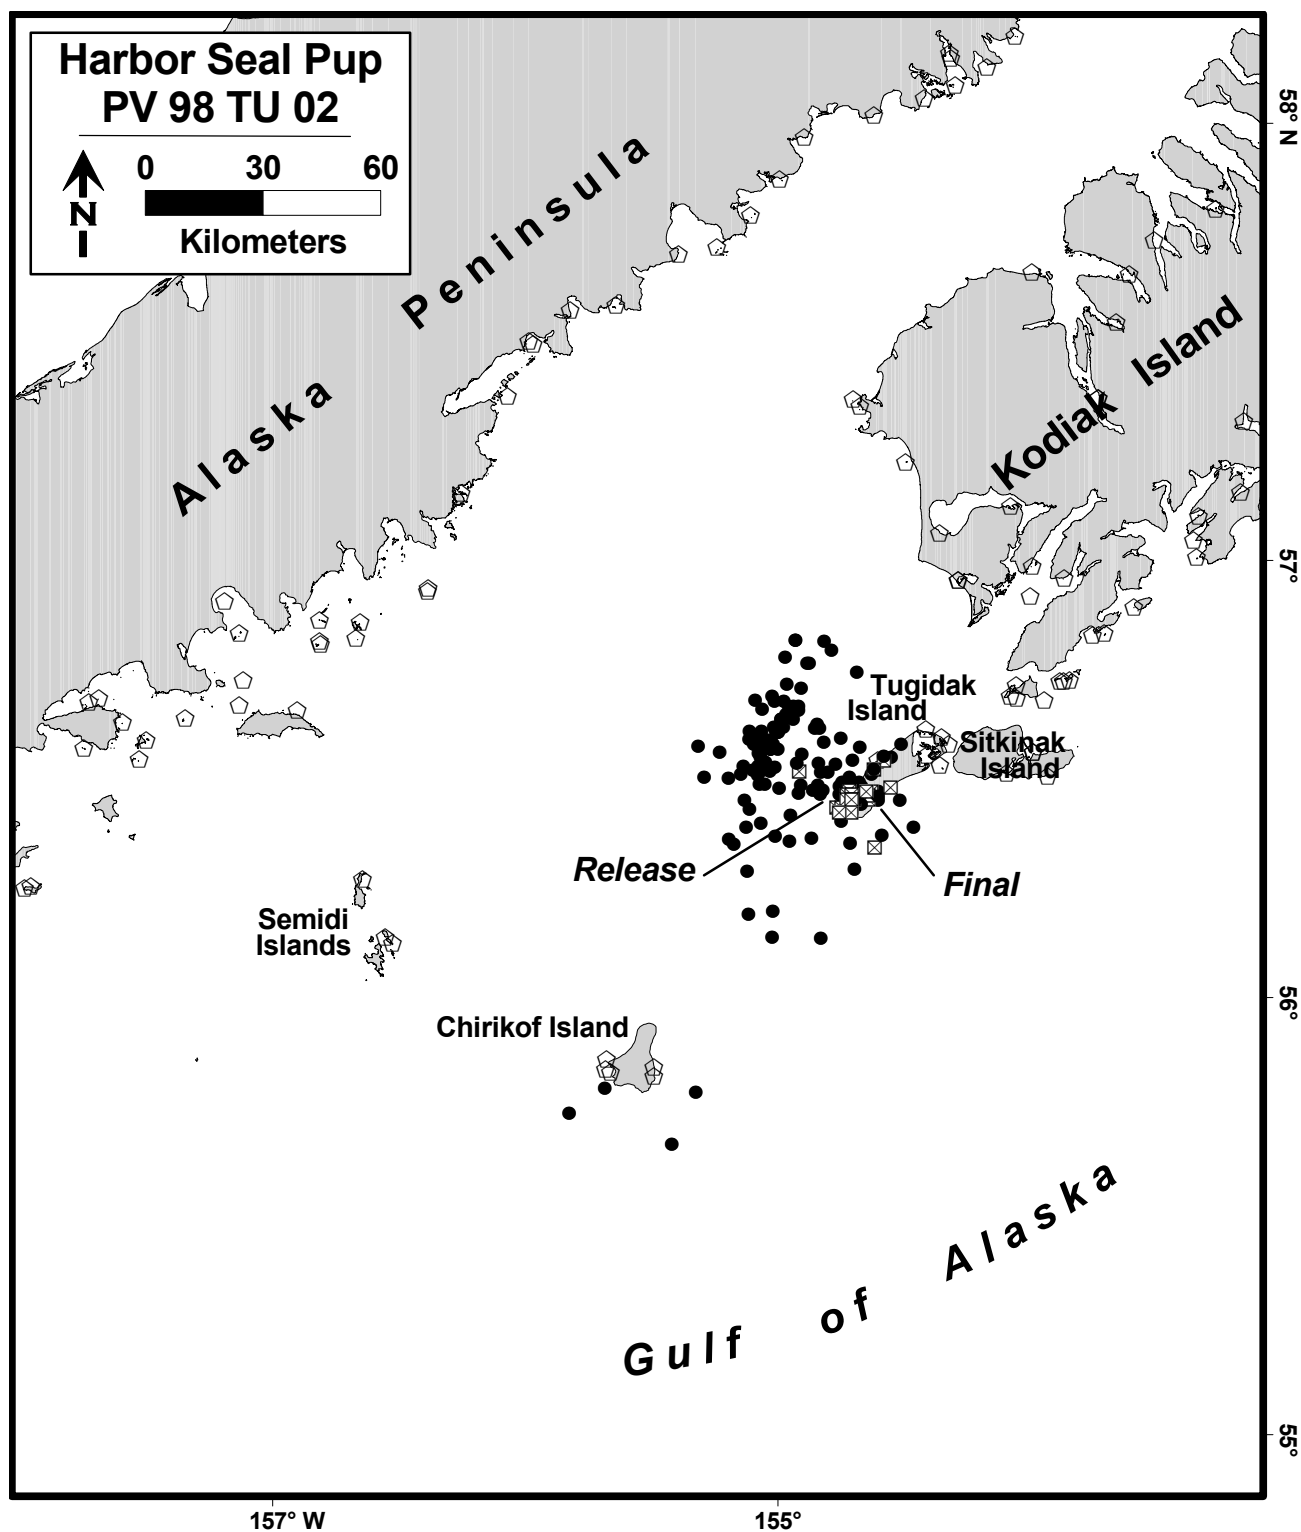 Harbor Seal Pup
PV 98 TU 02
0 30 60
N
Kilometers
58° N
Alaska Peninsula
Kodiak Island
57°
Tugidak
Island
Sitkinak
Island
Release
Final
Semidi
Islands
56°
Chirikof Island
Gulf of Alaska
55°
157° W
155°